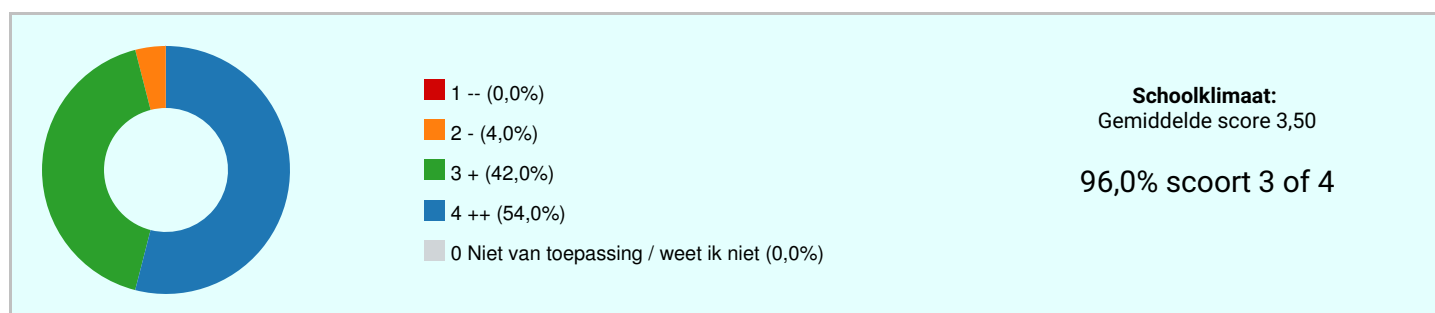 1 -- (0,0%)
2 - (4,0%)
3 + (42,0%)
4 ++ (54,0%)
0 Niet van toepassing / weet ik niet (0,0%)
Schoolklimaat:
Gemiddelde score 3,50
96,0% scoort 3 of 4